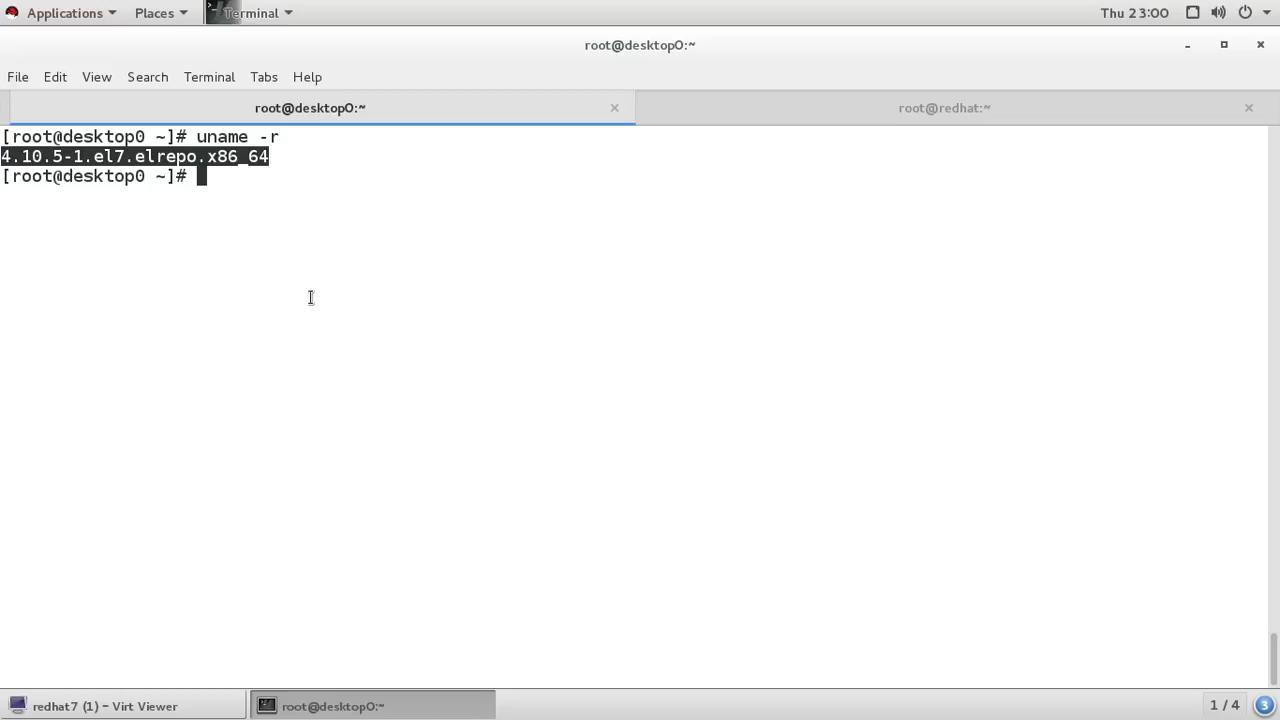 Applications Places Terminal Thu 23:00
root@desktop0:~
File Edit View Search Terminal Tabs Help
root@desktop0:~ root@redhat:~
[root@desktop0 ~]# uname -r
4.10.5-1.el7.elrepo.x86_64
[root@desktop0 ~]#
redhat7 (1) – Virt Viewer root@desktop0:~ 1 / 4 3